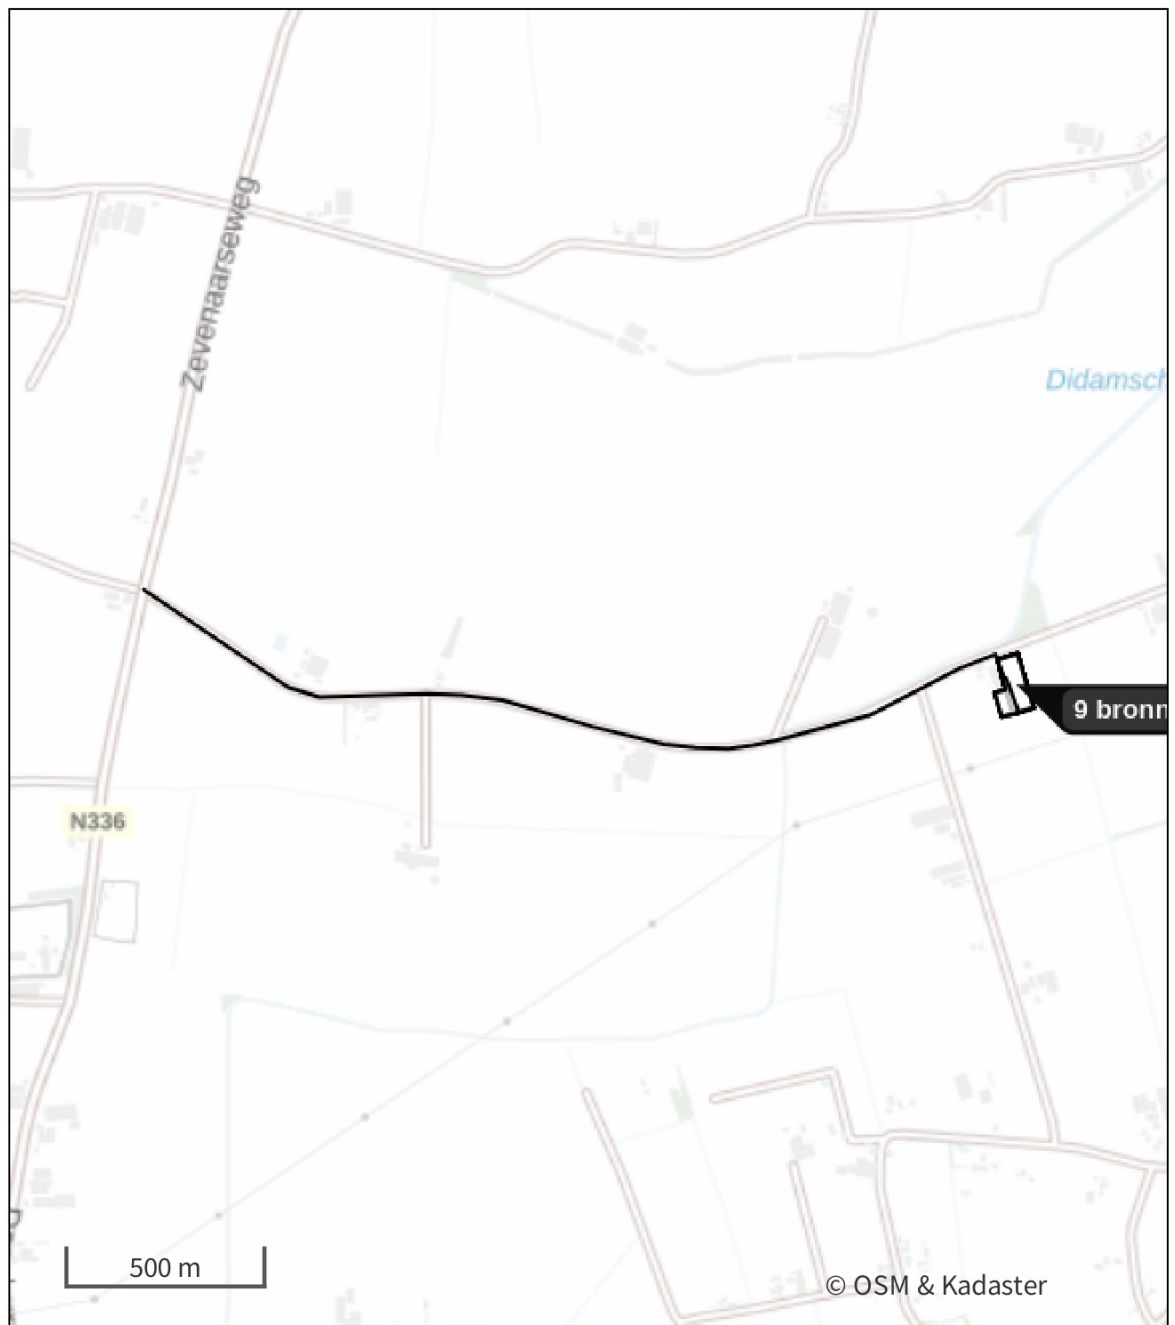 Zevenaarseweg
Didamsch
9 bronn
N336
500 m
© OSM & Kadaster